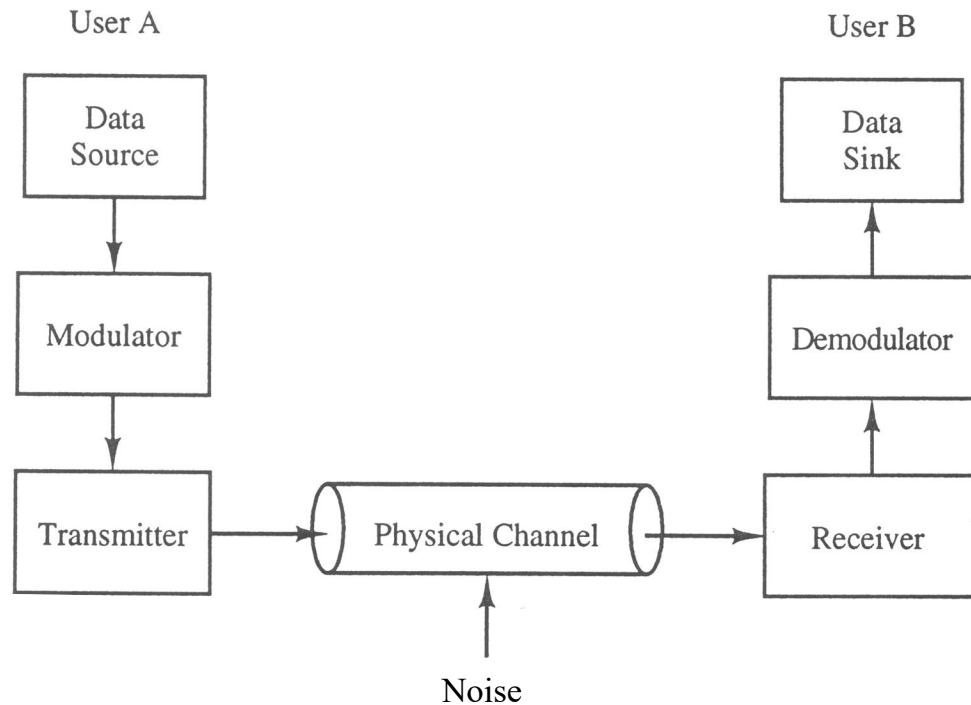 User A
User B
Data
Source
Data
Sink
Modulator
Demodulator
Transmitter
Physical Channel
Receiver
Noise